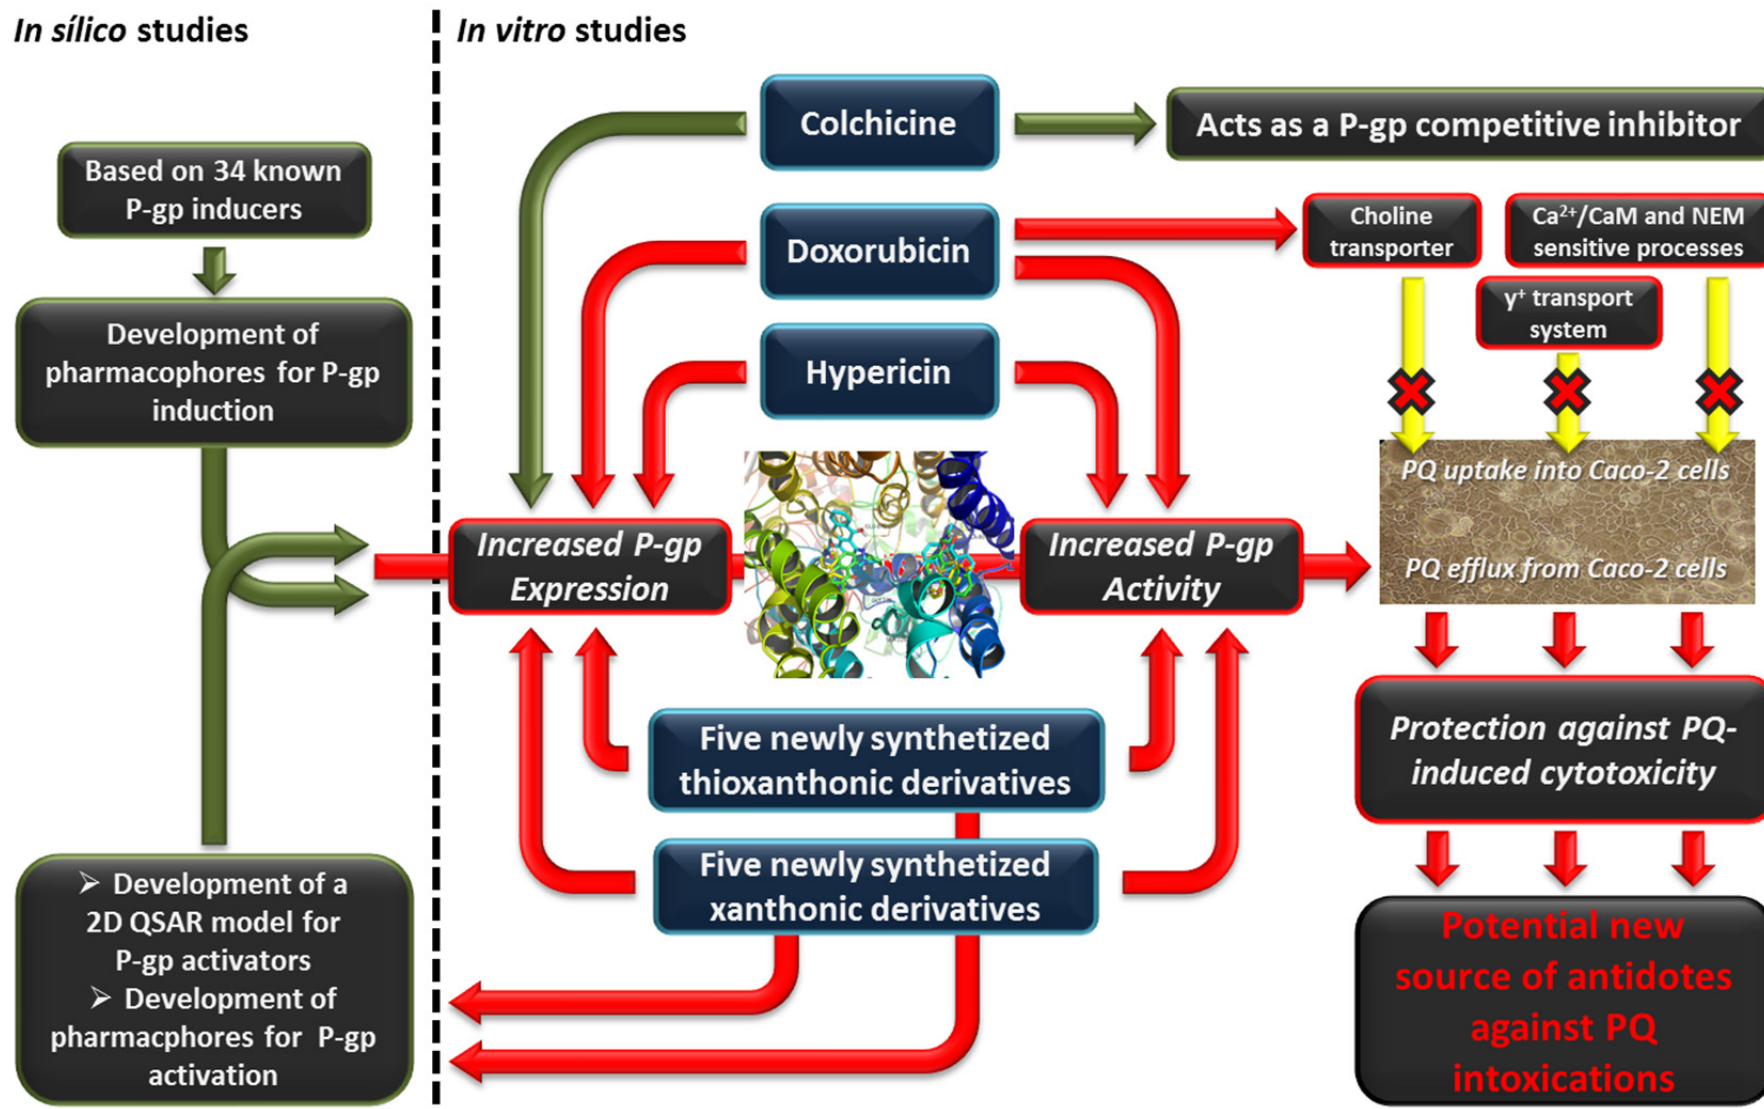 In sílico studies
Based on 34 known
P-gp inducers
Development of
pharmacophores for P-gp
induction
➢ Development of a
2D QSAR model for
P-gp activators
➢ Development of
pharmacphores for P-gp
activation
In vitro studies
Colchicine
Acts as a P-gp competitive inhibitor
Doxorubicin
Choline
transporter
Ca²⁺/CaM and NEM
sensitive processes
y⁺ transport
system
Hypericin
PQ uptake into Caco-2 cells
PQ efflux from Caco-2 cells
Increased P-gp
Expression
Increased P-gp
Activity
Five newly synthetized
thioxanthonic derivatives
Five newly synthetized
xanthonic derivatives
Protection against PQ-
induced cytotoxicity
Potential new
source of antidotes
against PQ
intoxications